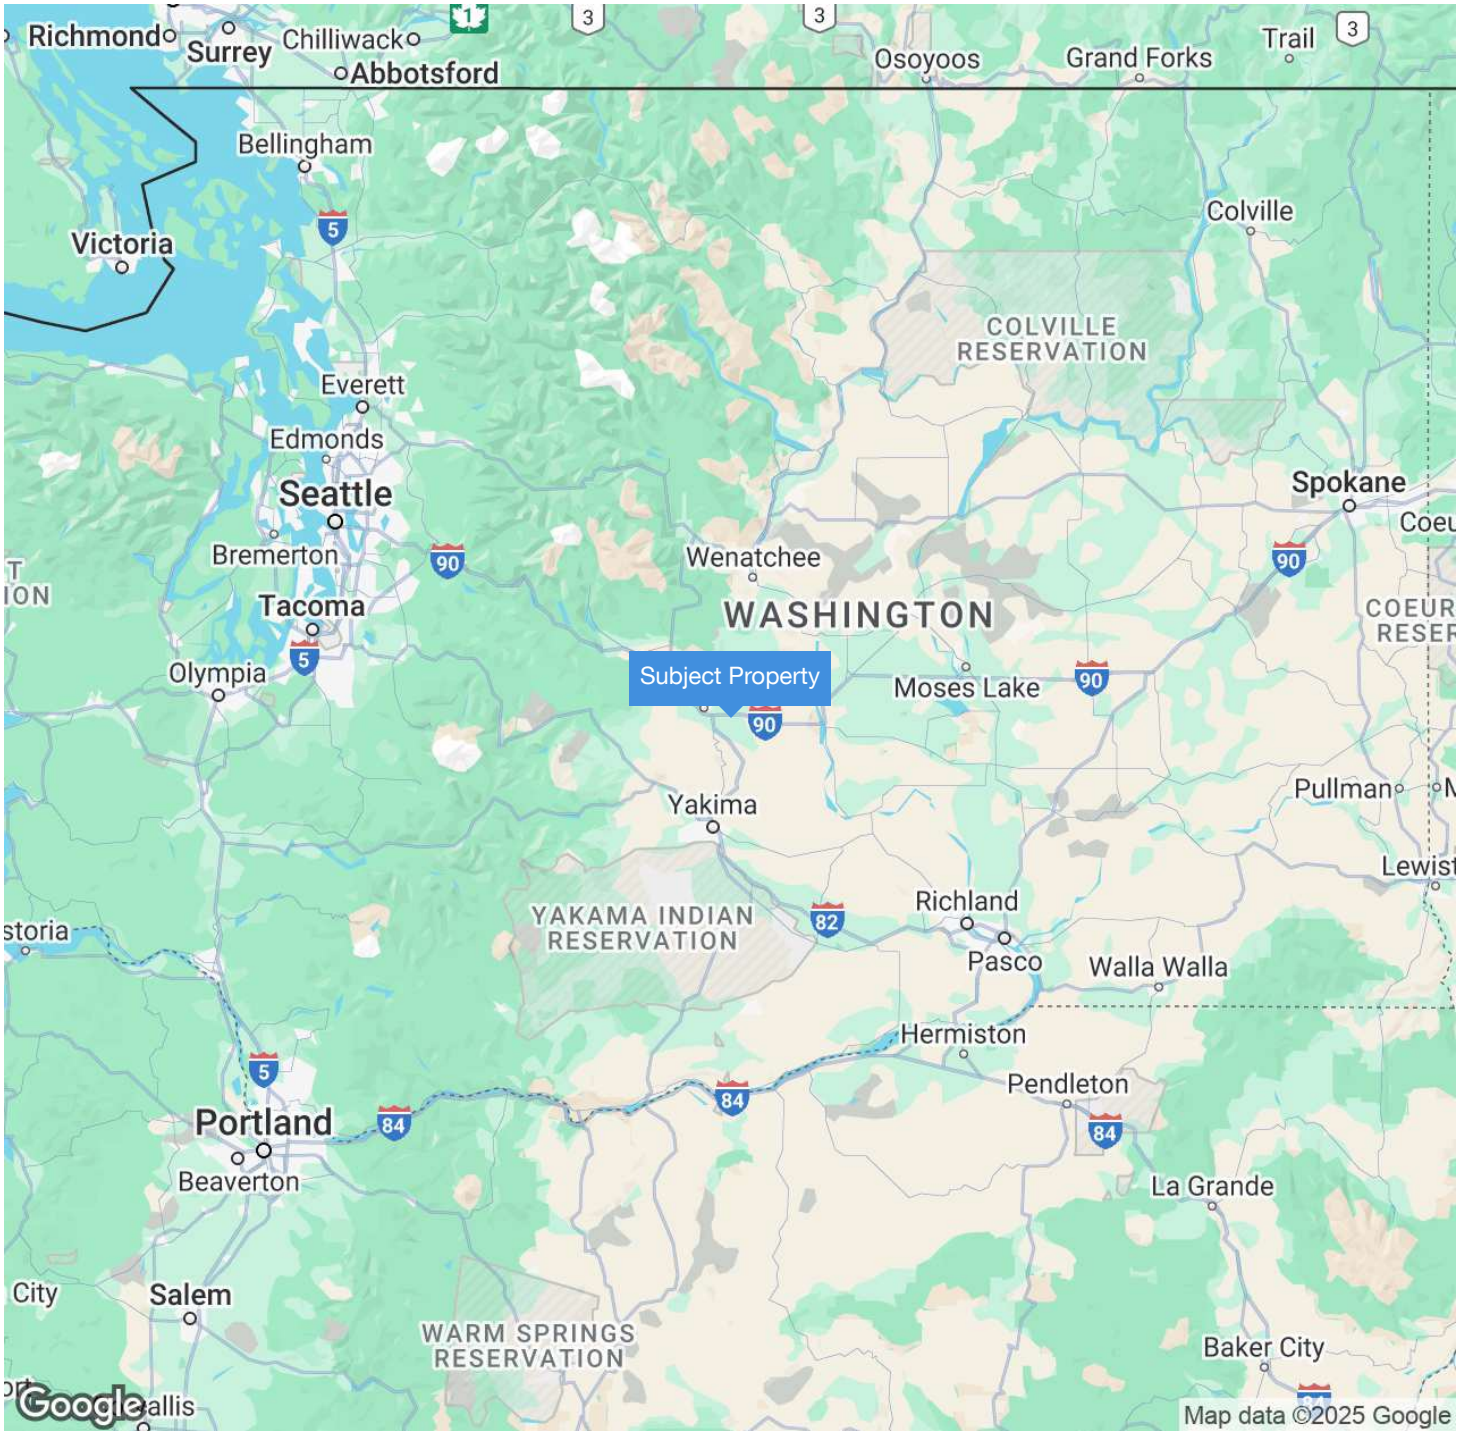 1
3
3
3
Richmond
Surrey
Chilliwack
Abbotsford
Osoyoos
Grand Forks
Trail
Bellingham
5
Victoria
Colville
COLVILLE
RESERVATION
Everett
Edmonds
Seattle
Spokane
Bremerton
90
Wenatchee
90
WASHINGTON
Tacoma
5
Olympia
Subject Property
Moses Lake
90
90
Yakima
Pullman
YAKAMA INDIAN
RESERVATION
82
Richland
Pasco
Walla Walla
Hermiston
5
84
84
Pendleton
84
Portland
Beaverton
La Grande
City
Salem
WARM SPRINGS
RESERVATION
Baker City
84
Google
Map data ©2025 Google